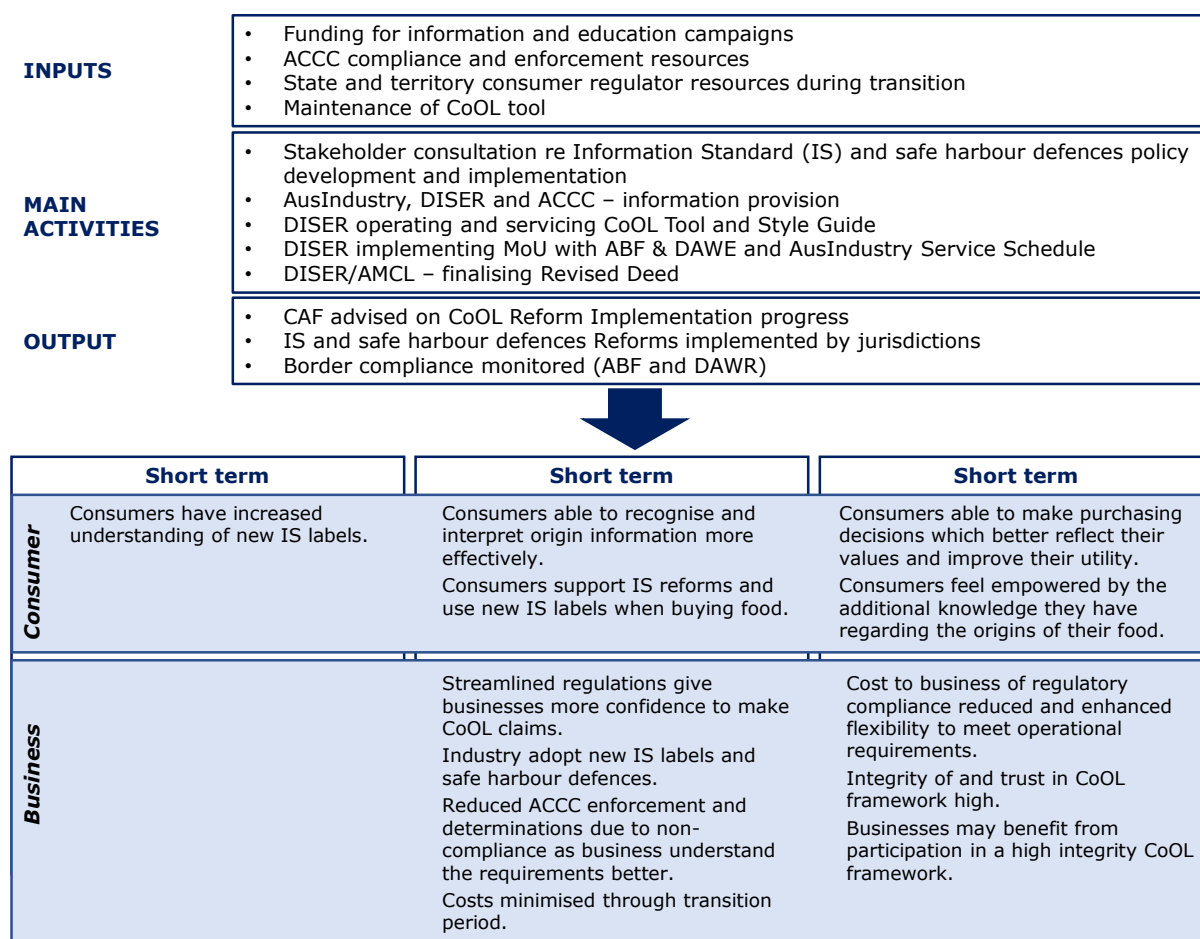 INPUTS
• Funding for information and education campaigns
• ACCC compliance and enforcement resources
• State and territory consumer regulator resources during transition
• Maintenance of CoOL tool
MAIN
ACTIVITIES
• Stakeholder consultation re Information Standard (IS) and safe harbour defences policy
development and implementation
• AusIndustry, DISER and ACCC – information provision
• DISER operating and servicing CoOL Tool and Style Guide
• DISER implementing MoU with ABF & DAWE and AusIndustry Service Schedule
• DISER/AMCL – finalising Revised Deed
OUTPUT
• CAF advised on CoOL Reform Implementation progress
• IS and safe harbour defences Reforms implemented by jurisdictions
• Border compliance monitored (ABF and DAWR)
Short term
Short term
Short term
Consumer
Consumers have increased
understanding of new IS labels.
Consumers able to recognise and
interpret origin information more
effectively.
Consumers support IS reforms and
use new IS labels when buying food.
Consumers able to make purchasing
decisions which better reflect their
values and improve their utility.
Consumers feel empowered by the
additional knowledge they have
regarding the origins of their food.
Business
Streamlined regulations give
businesses more confidence to make
CoOL claims.
Industry adopt new IS labels and
safe harbour defences.
Reduced ACCC enforcement and
determinations due to non-
compliance as business understand
the requirements better.
Costs minimised through transition
period.
Cost to business of regulatory
compliance reduced and enhanced
flexibility to meet operational
requirements.
Integrity of and trust in CoOL
framework high.
Businesses may benefit from
participation in a high integrity CoOL
framework.